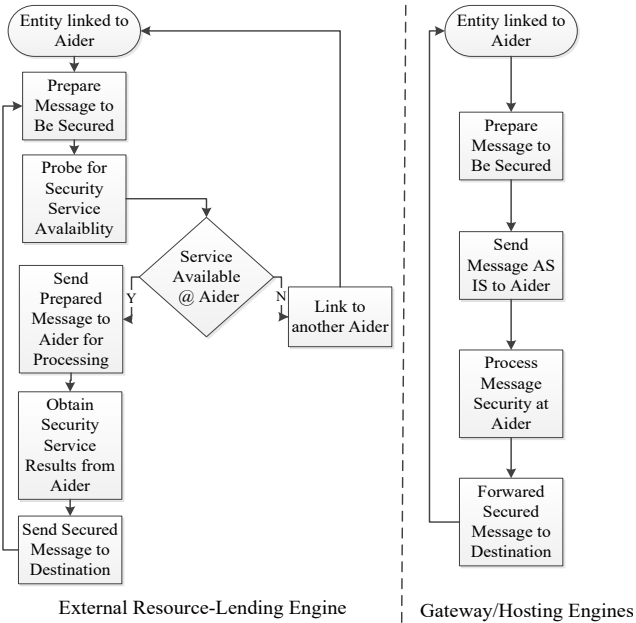 Entity linked to
Aider
Prepare
Message to
Be Secured
Probe for
Security
Service
Avalaiblity
Service
Available
@ Aider
Y
N
Link to
another Aider
Send
Prepared
Message to
Aider for
Processing
Obtain
Security
Service
Results from
Aider
Send Secured
Message to
Destination
External Resource-Lending Engine
Entity linked to
Aider
Prepare
Message to
Be Secured
Send
Message AS
IS to Aider
Process
Message
Security at
Aider
Forwared
Secured
Message to
Destination
Gateway/Hosting Engines